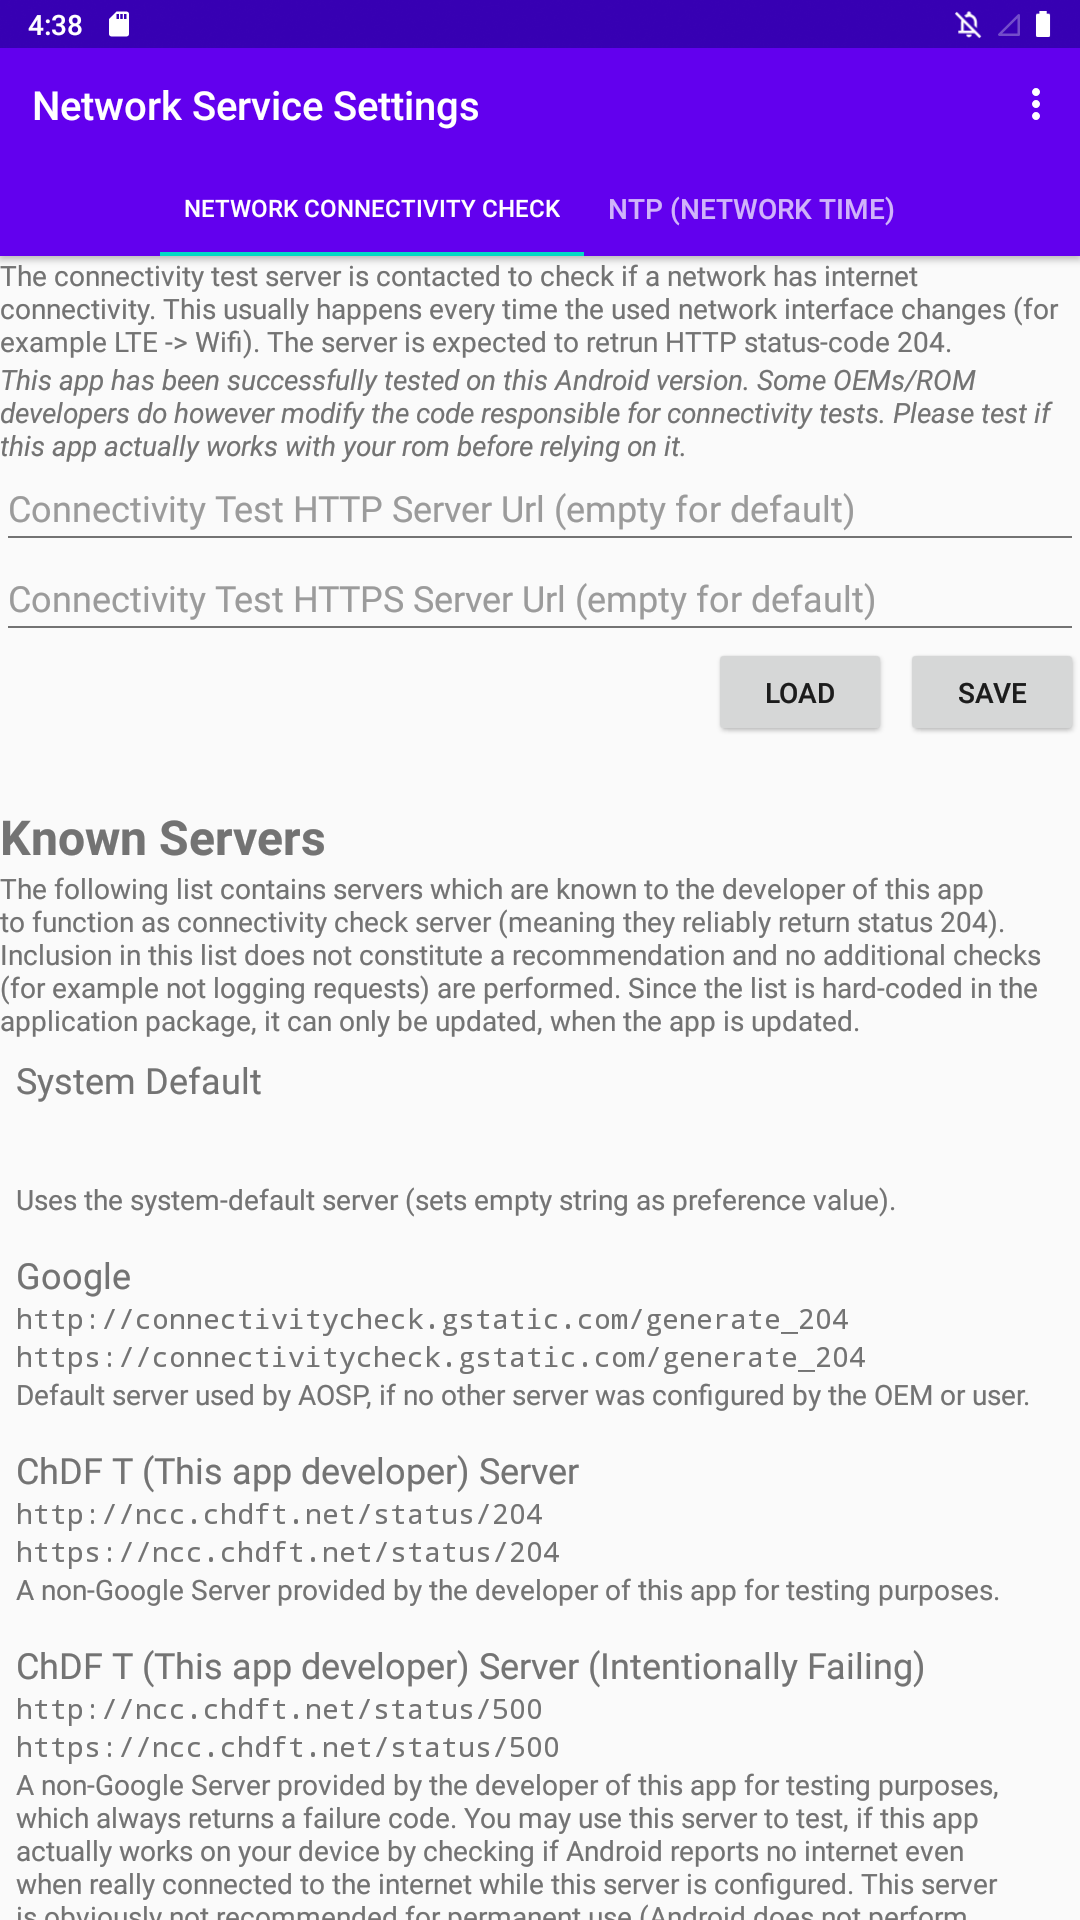 4:38
Network Service Settings
NETWORK CONNECTIVITY CHECK
NTP (NETWORK TIME)
The connectivity test server is contacted to check if a network has internet
connectivity. This usually happens every time the used network interface changes (for
example LTE -> Wifi). The server is expected to retrun HTTP status-code 204.
This app has been successfully tested on this Android version. Some OEMs/ROM
developers do however modify the code responsible for connectivity tests. Please test if
this app actually works with your rom before relying on it.
Connectivity Test HTTP Server Url (empty for default)
Connectivity Test HTTPS Server Url (empty for default)
LOAD
SAVE
Known Servers
The following list contains servers which are known to the developer of this app
to function as connectivity check server (meaning they reliably return status 204).
Inclusion in this list does not constitute a recommendation and no additional checks
(for example not logging requests) are performed. Since the list is hard-coded in the
application package, it can only be updated, when the app is updated.
System Default
Uses the system-default server (sets empty string as preference value).
Google
http://connectivitycheck.gstatic.com/generate_204
https://connectivitycheck.gstatic.com/generate_204
Default server used by AOSP, if no other server was configured by the OEM or user.
ChDF T (This app developer) Server
http://ncc.chdft.net/status/204
https://ncc.chdft.net/status/204
A non-Google Server provided by the developer of this app for testing purposes.
ChDF T (This app developer) Server (Intentionally Failing)
http://ncc.chdft.net/status/500
https://ncc.chdft.net/status/500
A non-Google Server provided by the developer of this app for testing purposes,
which always returns a failure code. You may use this server to test, if this app
actually works on your device by checking if Android reports no internet even
when really connected to the internet while this server is configured. This server
is obviously not recommended for permanent use (Android does not perform